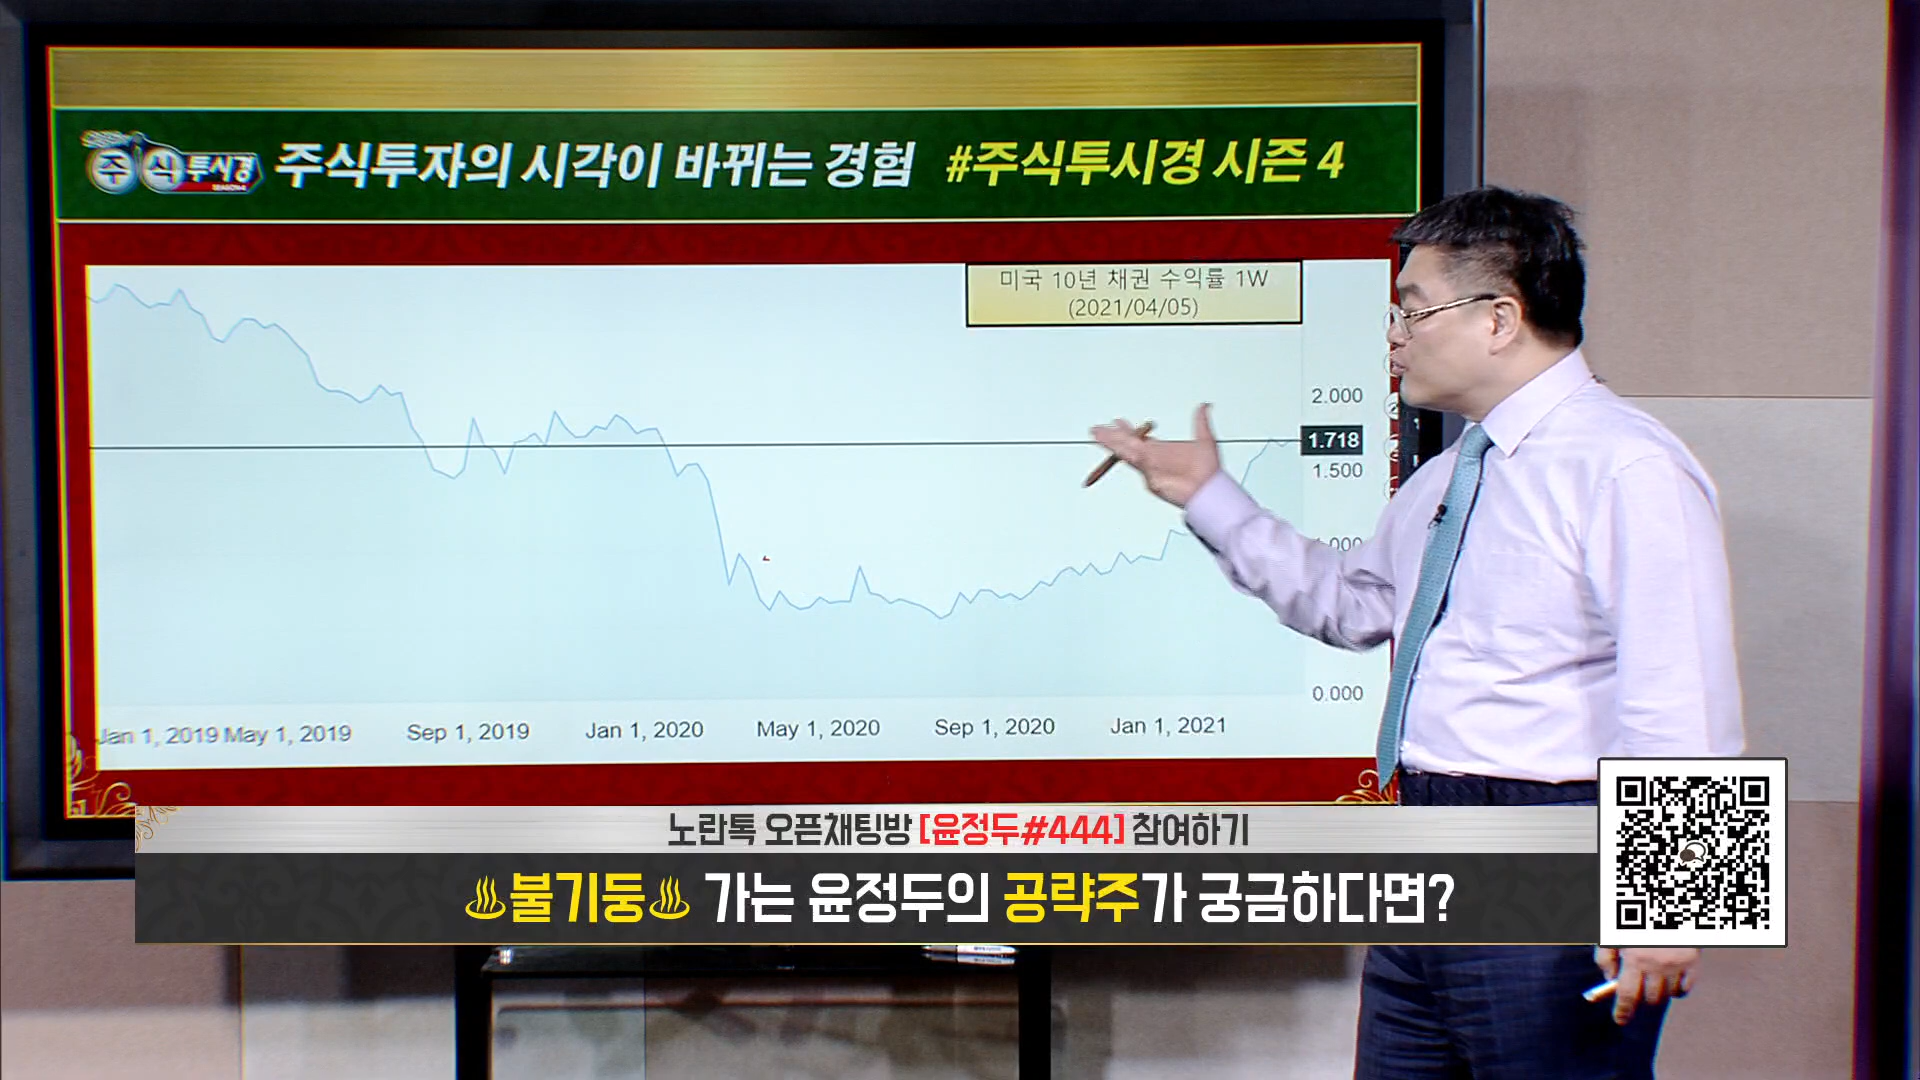 주식투시경
SEASON 4
주식투자의 시각이 바뀌는 경험 #주식투시경 시즌 4
미국 10년 채권 수익률 1W
(2021/04/05)
2.000
1.718
1.500
0.000
Jan 1, 2019 May 1, 2019 Sep 1, 2019 Jan 1, 2020 May 1, 2020 Sep 1, 2020 Jan 1, 2021
노란톡 오픈채팅방 [윤정두#444] 참여하기
♨불기둥♨ 가는 윤정두의 공략주가 궁금하다면?